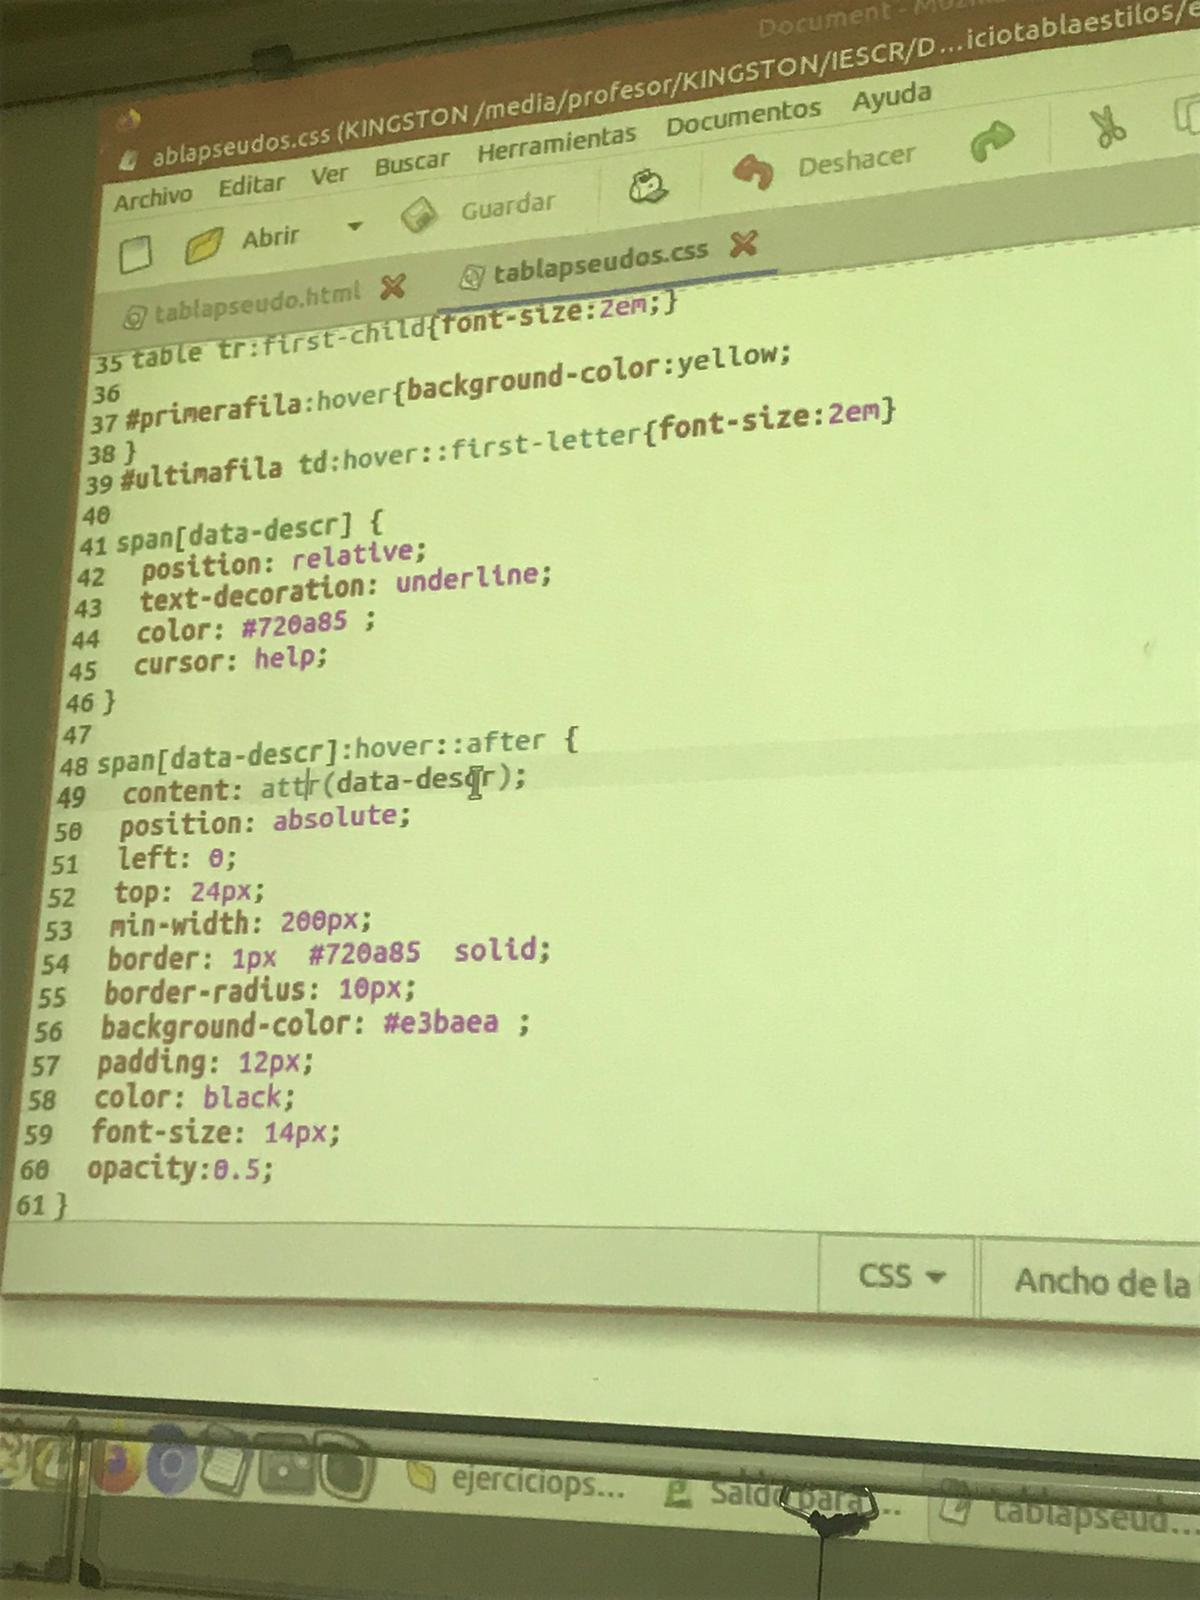 Document -
ablapseudos.css (KINGSTON /media/profesor/KINGSTON/IESCR/D...iciotablaestilos/e
Archivo Editar Ver Buscar Herramientas Documentos Ayuda
Abrir Guardar Deshacer
tablapseudo.html tablapseudos.css
35 table tr:first-child{font-size:2em;}
36
37 #primerafila:hover{background-color:yellow;
38 }
39 #ultimafila td:hover::first-letter{font-size:2em}
40
41 span[data-descr] {
42 position: relative;
43 text-decoration: underline;
44 color: #720a85 ;
45 cursor: help;
46 }
47
48 span[data-descr]:hover::after {
49 content: attr(data-descr);
50 position: absolute;
51 left: 0;
52 top: 24px;
53 min-width: 200px;
54 border: 1px #720a85 solid;
55 border-radius: 10px;
56 background-color: #e3baea ;
57 padding: 12px;
58 color: black;
59 font-size: 14px;
60 opacity:0.5;
61 }
CSS Ancho de la
ejerciciops... Saldo para ... tablapseud...